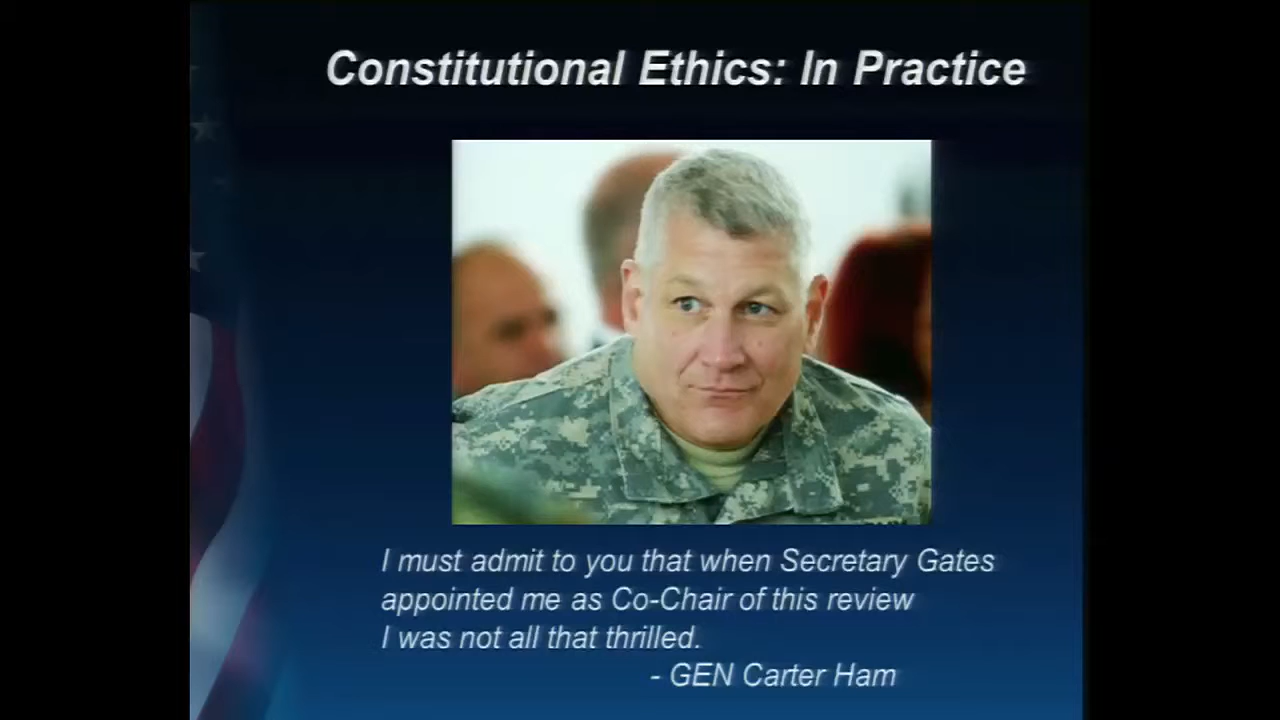 Constitutional Ethics: In Practice
I must admit to you that when Secretary Gates
appointed me as Co-Chair of this review
I was not all that thrilled.
- GEN Carter Ham